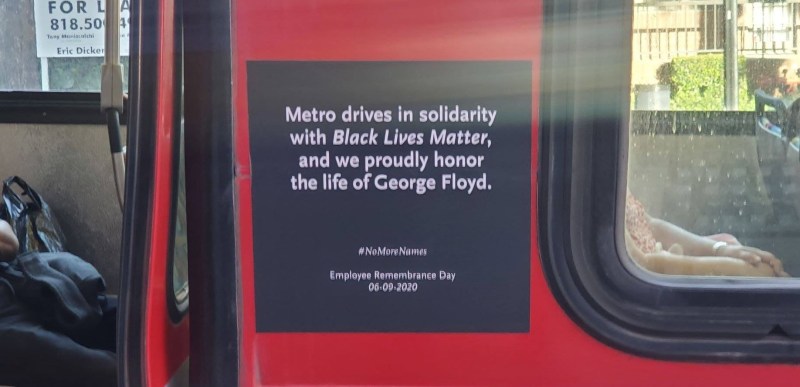 FOR LEA
818.50
Eric Dicker
Metro drives in solidarity
with Black Lives Matter,
and we proudly honor
the life of George Floyd.
#NoMoreNames
Employee Remembrance Day
06-09-2020